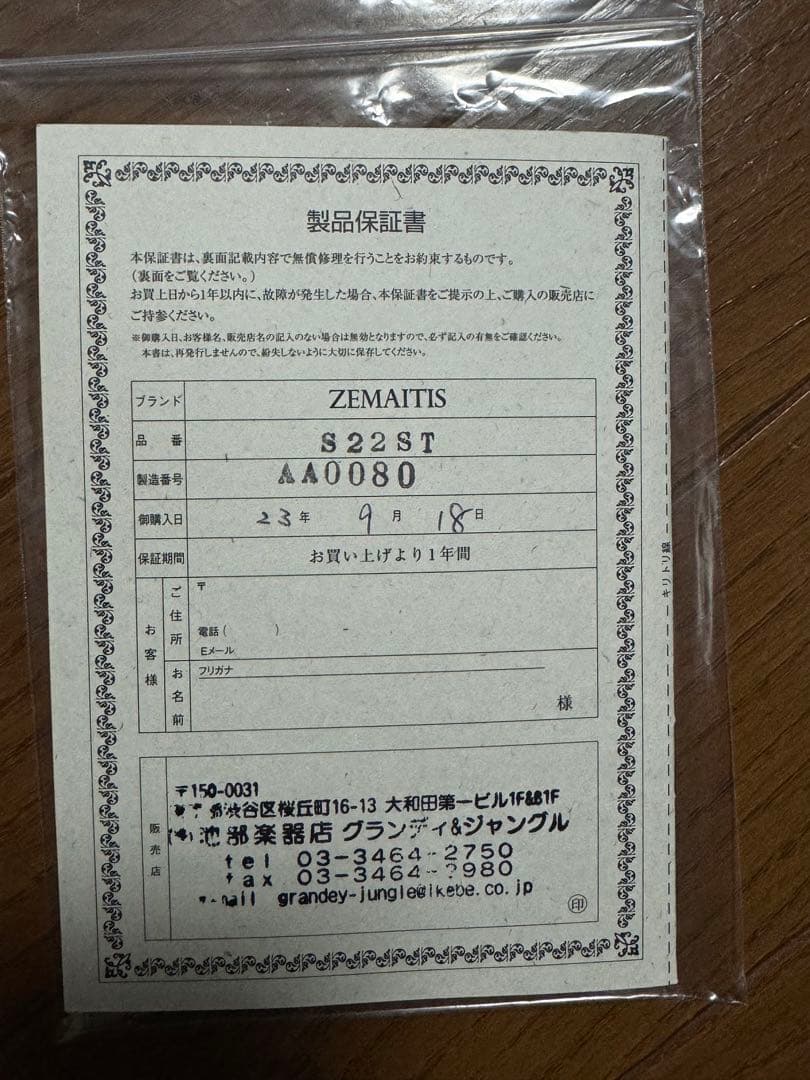 製品保証書
本保証書は、裏面記載内容で無償修理を行うことをお約束するものです。
(裏面をご覧ください。)
お買上日から1年以内に、故障が発生した場合、本保証書をご提示の上、ご購入の販売店に
ご持参ください。
※御購入日、お客様名、販売店名の記入のない場合は無効となりますので、必ず記入の有無をご確認ください。
本書は、再発行しませんので、紛失しないように大切に保存してください。
ブランド ZEMAITIS
品番 S22ST
製造番号 AA0080
御購入日 23年 9月 18日
保証期間 お買い上げより1年間
お客様
ご住所
〒
電話( ) -
Eメール
お名前
フリガナ
様
キリトリ線
販売店
〒150-0031
渋谷区桜丘町16-13 大和田第一ビル1F&B1F
池部楽器店 グランディ&ジャングル
tel 03-3464-2750
fax 03-3464-
grandey-jungle@ikebe.co.jp
印